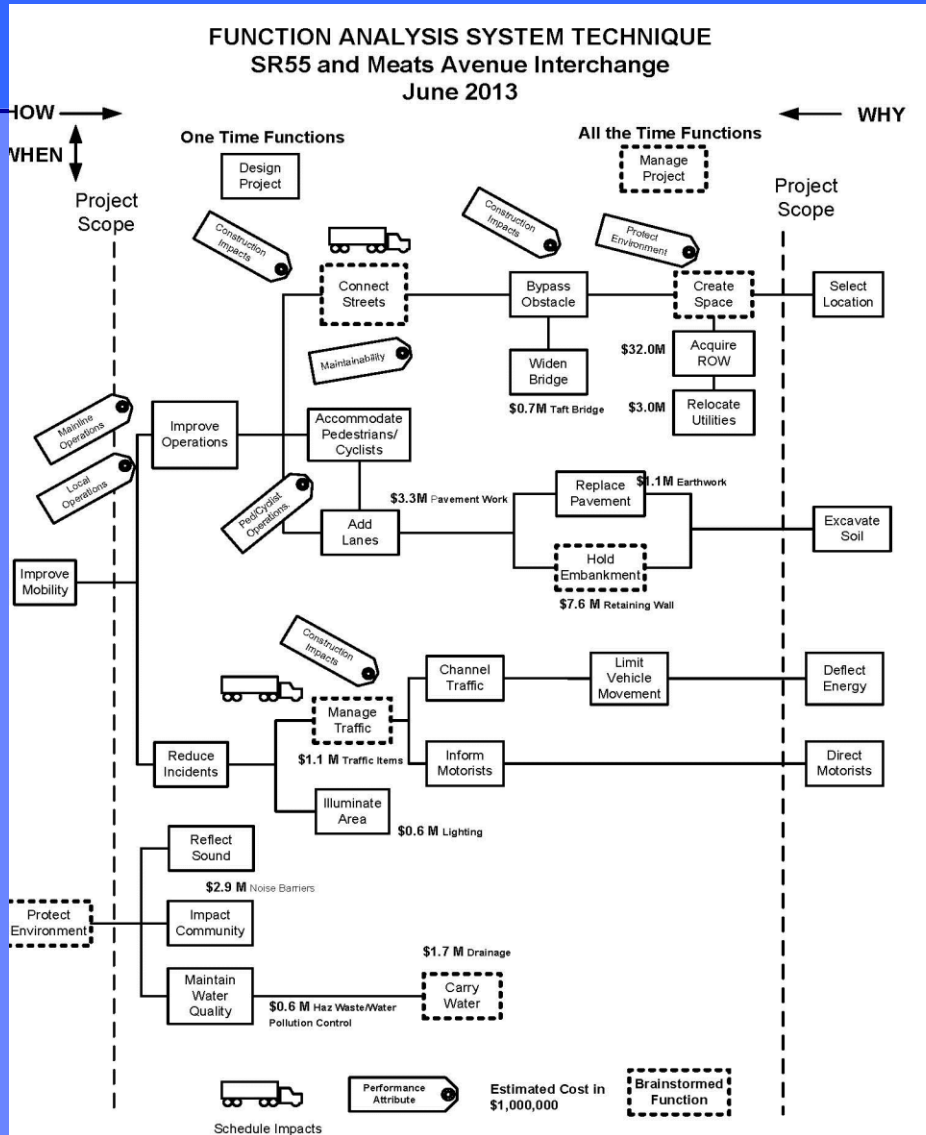 FUNCTION ANALYSIS SYSTEM TECHNIQUE
SR55 and Meats Avenue Interchange
June 2013
HOW
WHY
WHEN
One Time Functions
All the Time Functions
Design
Project
Manage
Project
Project
Scope
Project
Scope
Construction
Impacts
Construction
Impacts
Protect
Environment
Connect
Streets
Bypass
Obstacle
Create
Space
Select
Location
Maintainability
Widen
Bridge
$32.0M
Acquire
ROW
$0.7M Taft Bridge
$3.0M
Relocate
Utilities
Mainline
Operations
Improve
Operations
Accommodate
Pedestrians/
Cyclists
Local
Operations
Ped/Cyclist
Operations.
$3.3M Pavement Work
Replace
Pavement
$1.1M Earthwork
Add
Lanes
Excavate
Soil
Hold
Embankment
$7.6 M Retaining Wall
Improve
Mobility
Construction
Impacts
Channel
Traffic
Limit
Vehicle
Movement
Deflect
Energy
Manage
Traffic
$1.1 M Traffic Items
Reduce
Incidents
Inform
Motorists
Direct
Motorists
Illuminate
Area
$0.6 M Lighting
Reflect
Sound
$2.9 M Noise Barriers
Protect
Environment
Impact
Community
$1.7 M Drainage
Maintain
Water
Quality
$0.6 M Haz Waste/Water
Pollution Control
Carry
Water
Schedule Impacts
Performance
Attribute
Estimated Cost in
$1,000,000
Brainstormed
Function